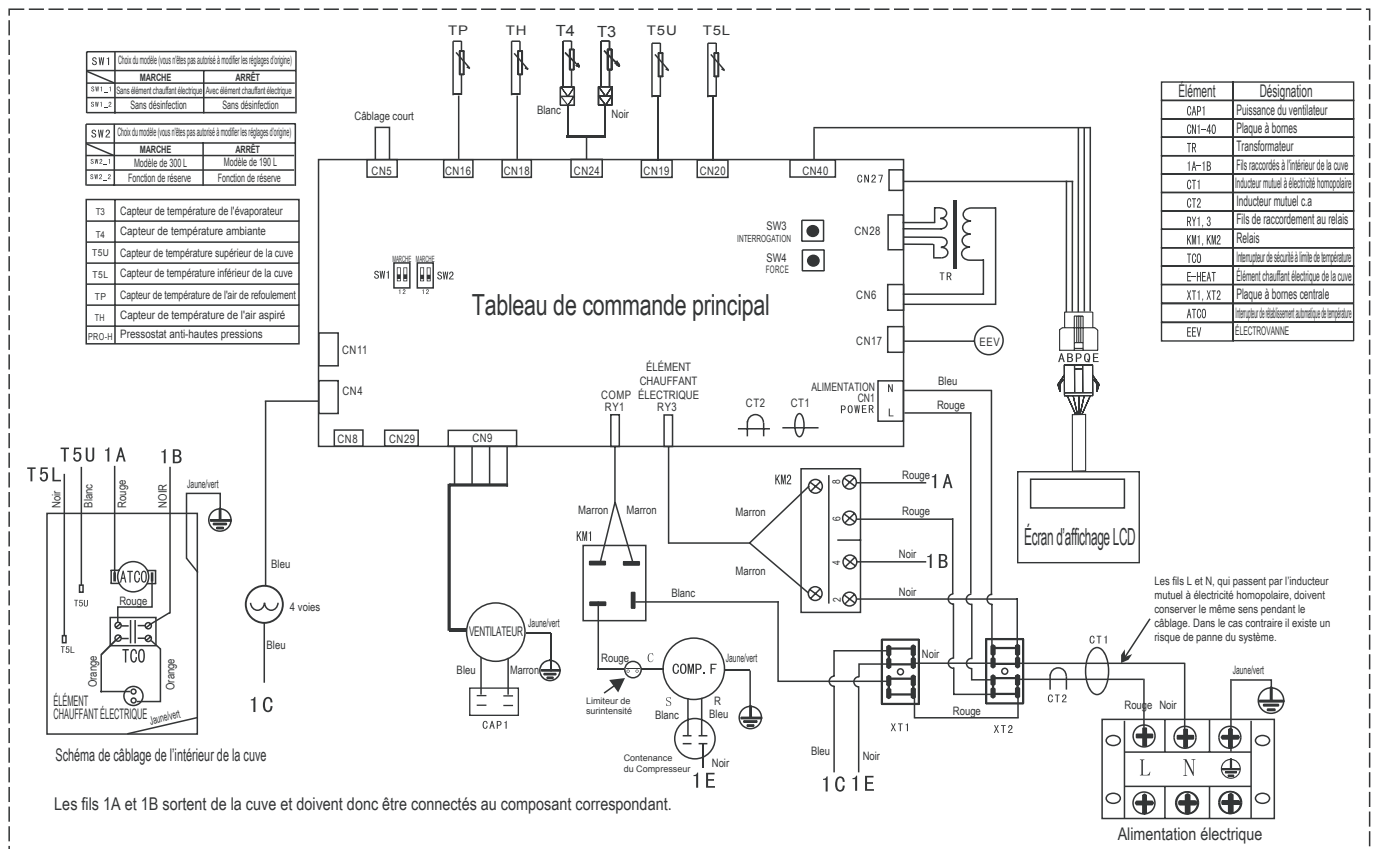 SW1 Choix du modèle (vous n'êtes pas autorisé à modifier les réglages d'origine)
MARCHE ARRÊT
SW1_1 Sans élément chauffant électrique Avec élément chauffant électrique
SW1_2 Sans désinfection Sans désinfection
SW2 Choix du modèle (vous n'êtes pas autorisé à modifier les réglages d'origine)
MARCHE ARRÊT
SW2_1 Modèle de 300 L Modèle de 190 L
SW2_2 Fonction de réserve Fonction de réserve
T3 Capteur de température de l'évaporateur
T4 Capteur de température ambiante
T5U Capteur de température supérieur de la cuve
T5L Capteur de température inférieur de la cuve
TP Capteur de température de l'air de refoulement
TH Capteur de température de l'air aspiré
PRO-H Pressostat anti-hautes pressions
TP TH T4 T3 T5U T5L
Blanc Noir
Câblage court
CN5 CN16 CN18 CN24 CN19 CN20 CN40
CN27
SW3
INTERROGATION
CN28
SW4
FORCE
TR
MARCHE MARCHE
SW1 SW2
1 2 1 2
Tableau de commande principal
CN6
CN17 EEV
CN11
CN4
ÉLÉMENT
CHAUFFANT
ÉLECTRIQUE
COMP
RY1 RY3
CT2 CT1
ALIMENTATION
CN1
POWER
N
L
Bleu
Rouge
CN8 CN29 CN9
Élément Désignation
CAP1 Puissance du ventilateur
CN1-40 Plaque à bornes
TR Transformateur
1A-1B Fils raccordés à l'intérieur de la cuve
CT1 Inducteur mutuel à électricité homopolaire
CT2 Inducteur mutuel c.a
RY1, 3 Fils de raccordement au relais
KM1, KM2 Relais
TCO Interrupteur de sécurité à limite de température
E-HEAT Élément chauffant électrique de la cuve
XT1, XT2 Plaque à bornes centrale
ATCO Interrupteur de rétablissement automatique de température
EEV ÉLECTROVANNE
ABPQE
Écran d'affichage LCD
T5L T5U 1A 1B
Noir Blanc Rouge NOIR Jaune/vert
ATCO
Rouge
T5U
T5L
TCO
Orange Orange
ÉLÉMENT
CHAUFFANT ÉLECTRIQUE
Jaune/vert
Schéma de câblage de l'intérieur de la cuve
Bleu
4 voies
Bleu
1C
VENTILATEUR
Jaune/vert
Bleu Marron
CAP1
Marron Marron
KM1
Blanc
Rouge C
COMP. F
Jaune/vert
Limiteur de
surintensité
S R
Blanc Bleu
Contenance
du Compresseur
Noir
1E
KM2
Marron
Marron
8 6 4 2
Rouge 1A
Rouge
Noir 1B
Noir
Noir
Rouge
XT1 XT2
Bleu Noir
1C 1E
CT2 CT1
Les fils L et N, qui passent par l'inducteur
mutuel à électricité homopolaire, doivent
conserver le même sens pendant le
câblage. Dans le cas contraire il existe un
risque de panne du système.
Rouge Noir Jaune/vert
L N
Alimentation électrique
Les fils 1A et 1B sortent de la cuve et doivent donc être connectés au composant correspondant.